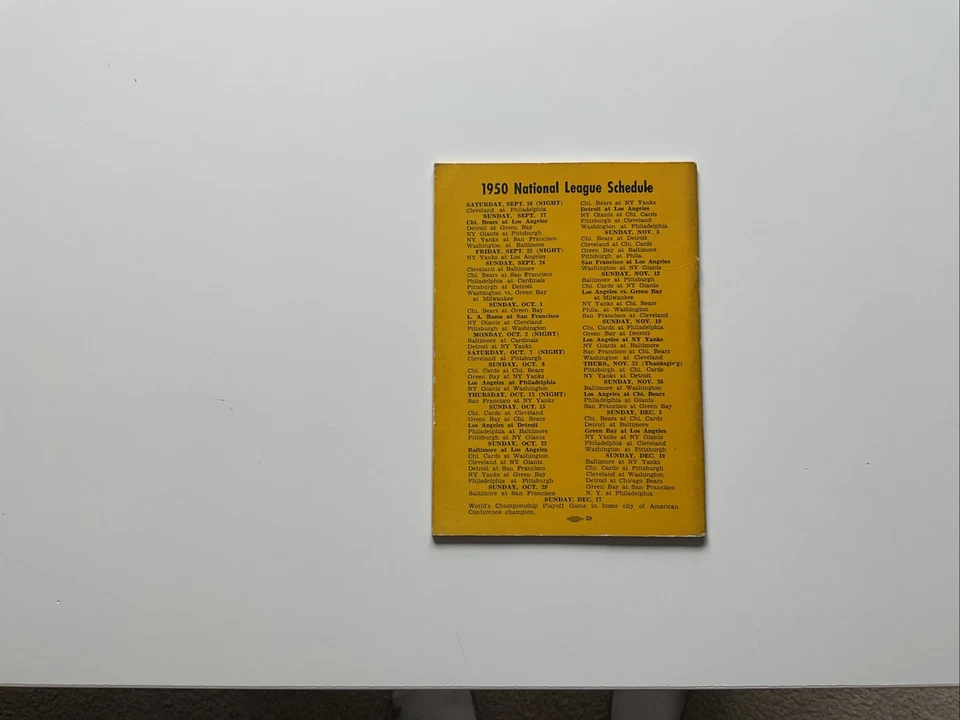 1950 National League Schedule
SATURDAY, SEPT. 16 (NIGHT)
Cleveland at Philadelphia
SUNDAY, SEPT. 17
Chi. Bears at Los Angeles
Detroit at Green Bay
NY Giants at Pittsburgh
NY Yanks at San Francisco
Washington at Baltimore
FRIDAY, SEPT. 22 (NIGHT)
NY Yanks at Los Angeles
SUNDAY, SEPT. 24
Cleveland at Baltimore
Chi. Bears at San Francisco
Philadelphia at Cardinals
Pittsburgh at Detroit
Washington vs. Green Bay
at Milwaukee
SUNDAY, OCT. 1
Chi. Bears at Green Bay
L. A. Rams at San Francisco
NY Giants at Cleveland
Pittsburgh at Washington
MONDAY, OCT. 2 (NIGHT)
Baltimore at Cardinals
Detroit at NY Yanks
SATURDAY, OCT. 7 (NIGHT)
Cleveland at Pittsburgh
SUNDAY, OCT. 8
Chi. Cards at Chi. Bears
Green Bay at NY Yanks
Los Angeles at Philadelphia
NY Giants at Washington
THURSDAY, OCT. 12 (NIGHT)
San Francisco at NY Yanks
SUNDAY, OCT. 15
Chi. Cards at Cleveland
Green Bay at Chi. Bears
Los Angeles at Detroit
Philadelphia at Baltimore
Pittsburgh at NY Giants
SUNDAY, OCT. 22
Baltimore at Los Angeles
Chi. Cards at Washington
Cleveland at NY Giants
Detroit at San Francisco
NY Yanks at Green Bay
Philadelphia at Pittsburgh
SUNDAY, OCT. 29
Baltimore at San Francisco
Chi. Bears at NY Yanks
Detroit at Los Angeles
NY Giants at Chi. Cards
Pittsburgh at Cleveland
Washington at Philadelphia
SUNDAY, NOV. 5
Chi. Bears at Detroit
Cleveland at Chi. Cards
Green Bay at Baltimore
Pittsburgh at Phila.
San Francisco at Los Angeles
Washington at NY Giants
SUNDAY, NOV. 12
Baltimore at Pittsburgh
Chi. Cards at NY Giants
Los Angeles vs. Green Bay
at Milwaukee
NY Yanks at Chi. Bears
Phila. at Washington
San Francisco at Cleveland
SUNDAY, NOV. 19
Chi. Cards at Philadelphia
Green Bay at Detroit
Los Angeles at NY Yanks
NY Giants at Baltimore
San Francisco at Chi. Bears
Washington at Cleveland
THURS., NOV. 23 (Thanksgiv'g)
Pittsburgh at Chi. Cards
NY Yanks at Detroit
SUNDAY, NOV. 26
Baltimore at Washington
Los Angeles at Chi. Bears
Philadelphia at Giants
San Francisco at Green Bay
SUNDAY, DEC. 3
Chi. Bears at Chi. Cards
Detroit at Baltimore
Green Bay at Los Angeles
NY Yanks at NY Giants
Philadelphia at Cleveland
Washington at Pittsburgh
SUNDAY, DEC. 10
Baltimore at NY Yanks
Chi. Cards at Pittsburgh
Cleveland at Washington
Detroit at Chicago Bears
Green Bay at San Francisco
N. Y. at Philadelphia
SUNDAY, DEC. 17
World's Championship Playoff Game in home city of American
Conference champion.
23